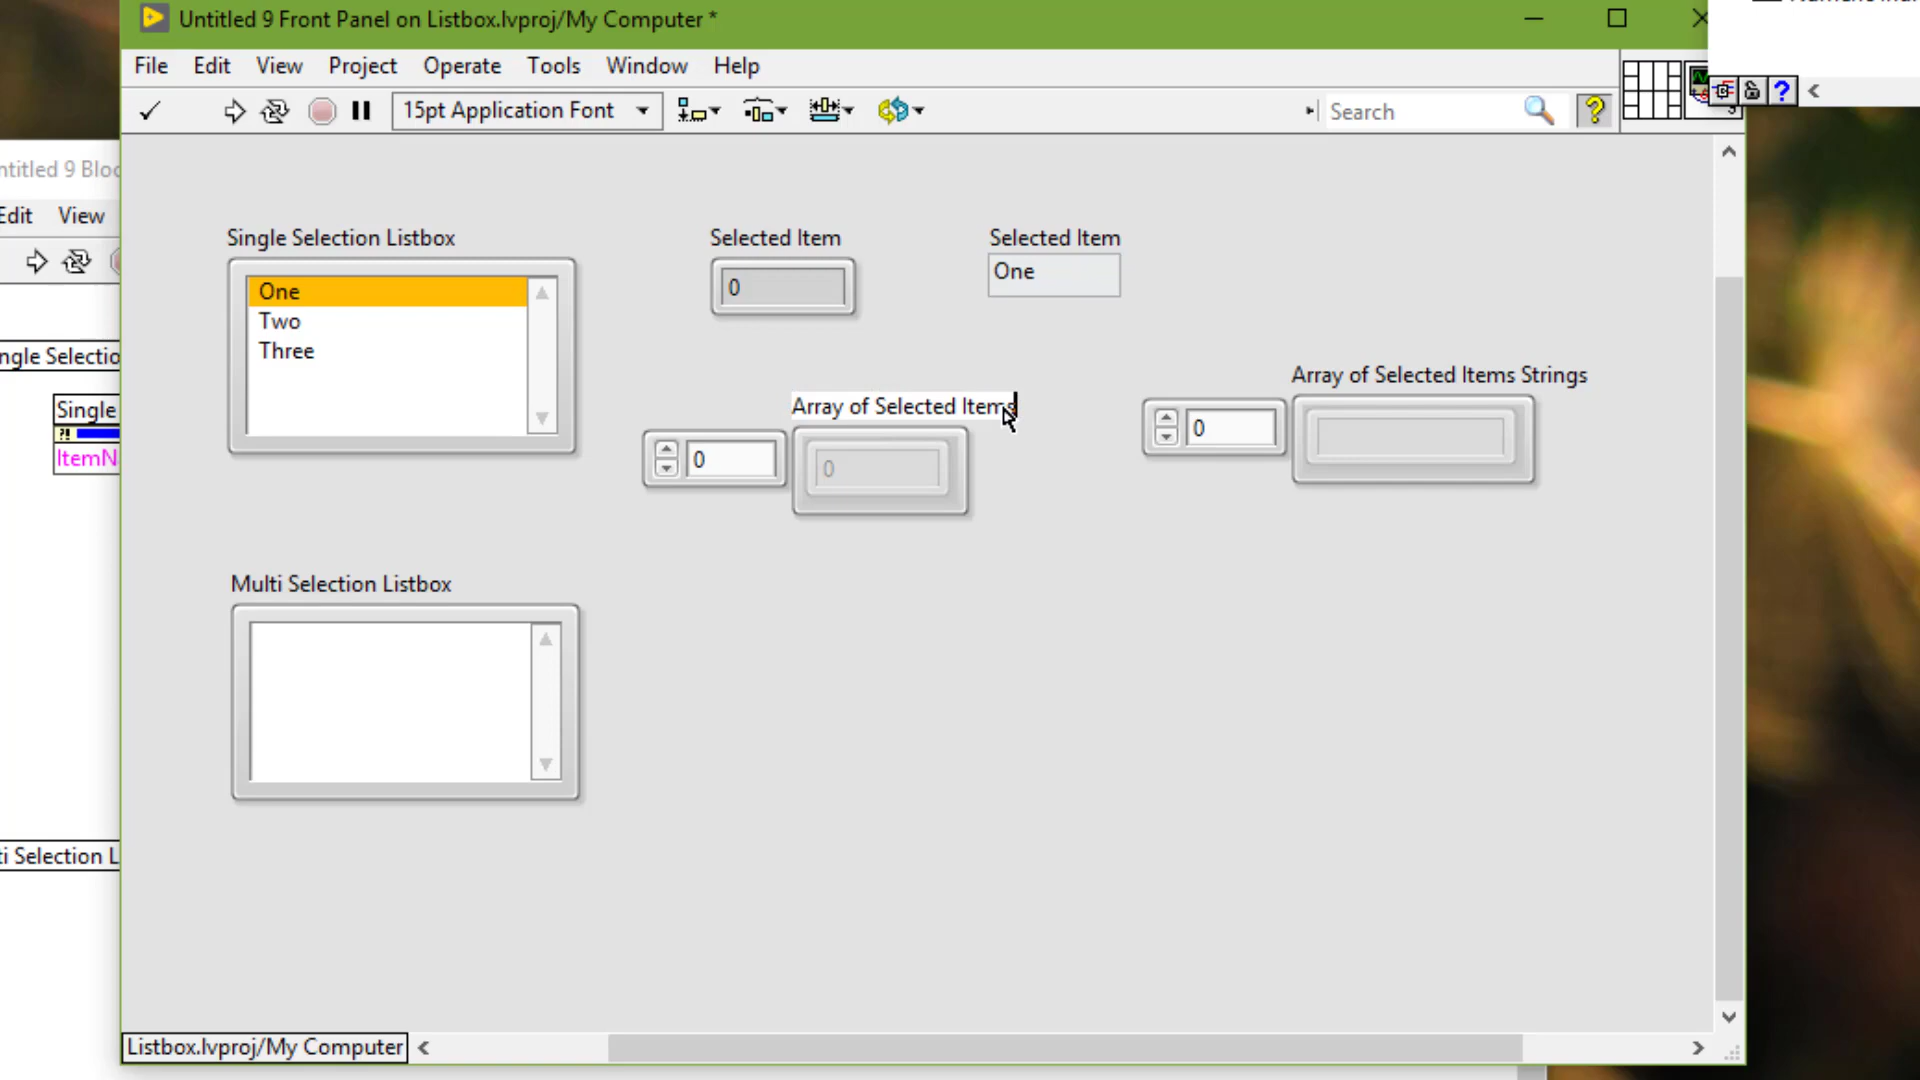 Untitled 9 Front Panel on Listbox.lvproj/My Computer *
File Edit View Project Operate Tools Window Help
15pt Application Font
Search
ntitled 9 Bloc
Edit View
Single Selection Listbox
One
Two
Three
Selected Item
0
Selected Item
One
ngle Selectio
Single
ItemN
Array of Selected Items
0
0
Array of Selected Items Strings
0
Multi Selection Listbox
ti Selection L
Listbox.lvproj/My Computer